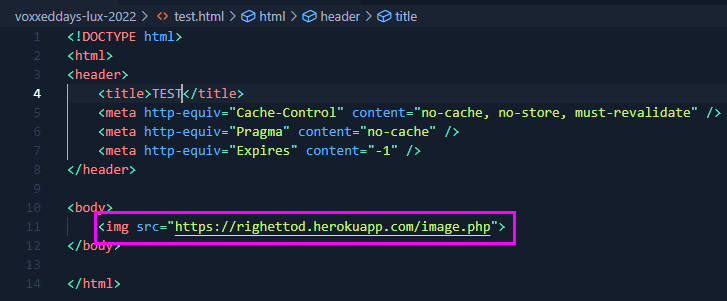 voxxeddays-lux-2022 > <> test.html > html > header > title
1 <!DOCTYPE html>
2 <html>
3 <header>
4     <title>TEST</title>
5     <meta http-equiv="Cache-Control" content="no-cache, no-store, must-revalidate" />
6     <meta http-equiv="Pragma" content="no-cache" />
7     <meta http-equiv="Expires" content="-1" />
8 </header>
9
10 <body>
11     <img src="https://righettod.herokuapp.com/image.php">
12 </body>
13
14 </html>